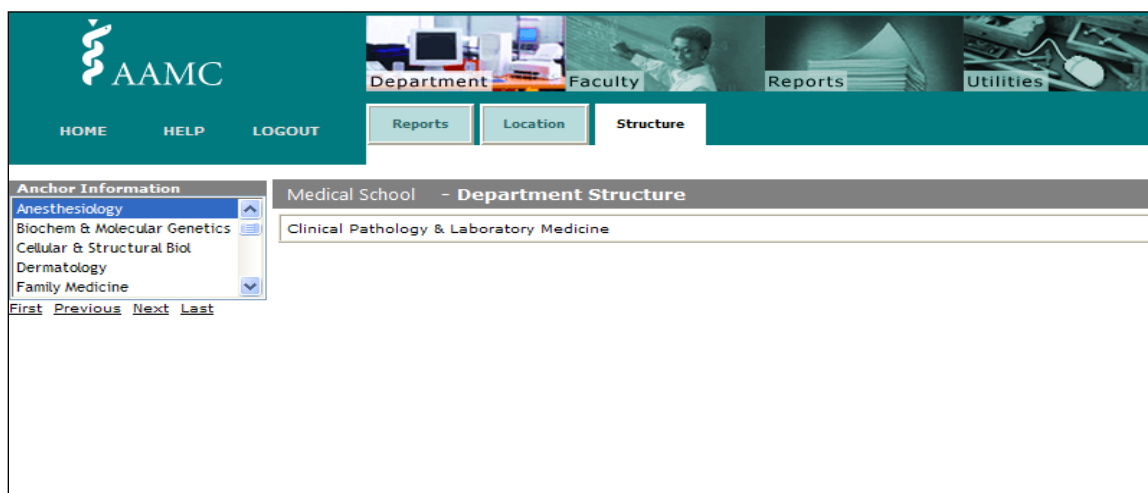 AAMC
Department Faculty Reports Utilities
HOME HELP LOGOUT
Reports Location Structure
Anchor Information
Anesthesiology
Biochem & Molecular Genetics
Cellular & Structural Biol
Dermatology
Family Medicine
First Previous Next Last
Medical School - Department Structure
Clinical Pathology & Laboratory Medicine